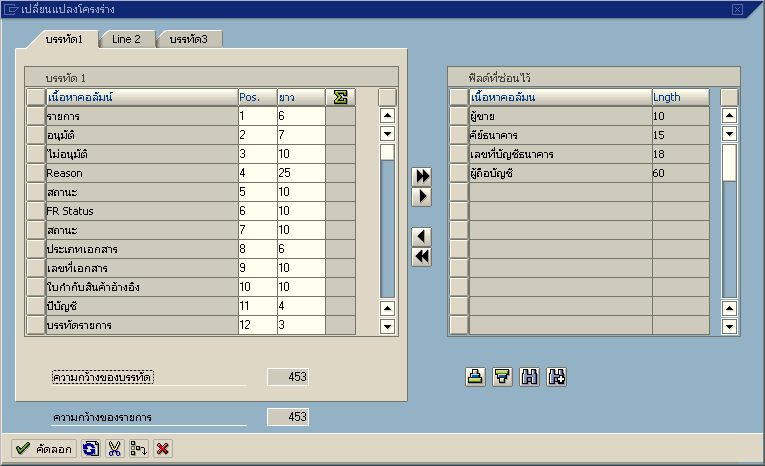 เปลี่ยนแปลงโครงร่าง
บรรทัด1 Line 2 บรรทัด3
บรรทัด 1
เนื้อหาคอลัมน์ Pos. ยาว
รายการ 1 6
อนุมัติ 2 7
ไม่อนุมัติ 3 10
Reason 4 25
สถานะ 5 10
FR Status 6 10
สถานะ 7 10
ประเภทเอกสาร 8 6
เลขที่เอกสาร 9 10
ใบกำกับสินค้าอ้างอิง 10 10
ปีบัญชี 11 4
บรรทัดรายการ 12 3
ความกว้างของบรรทัด 453
ความกว้างของรายการ 453
ฟิลด์ที่ซ่อนไว้
เนื้อหาคอลัมน Lngth
ผู้ขาย 10
คีย์ธนาคาร 15
เลขที่บัญชีธนาคาร 18
ผู้ถือบัญชี 60
คัดลอก